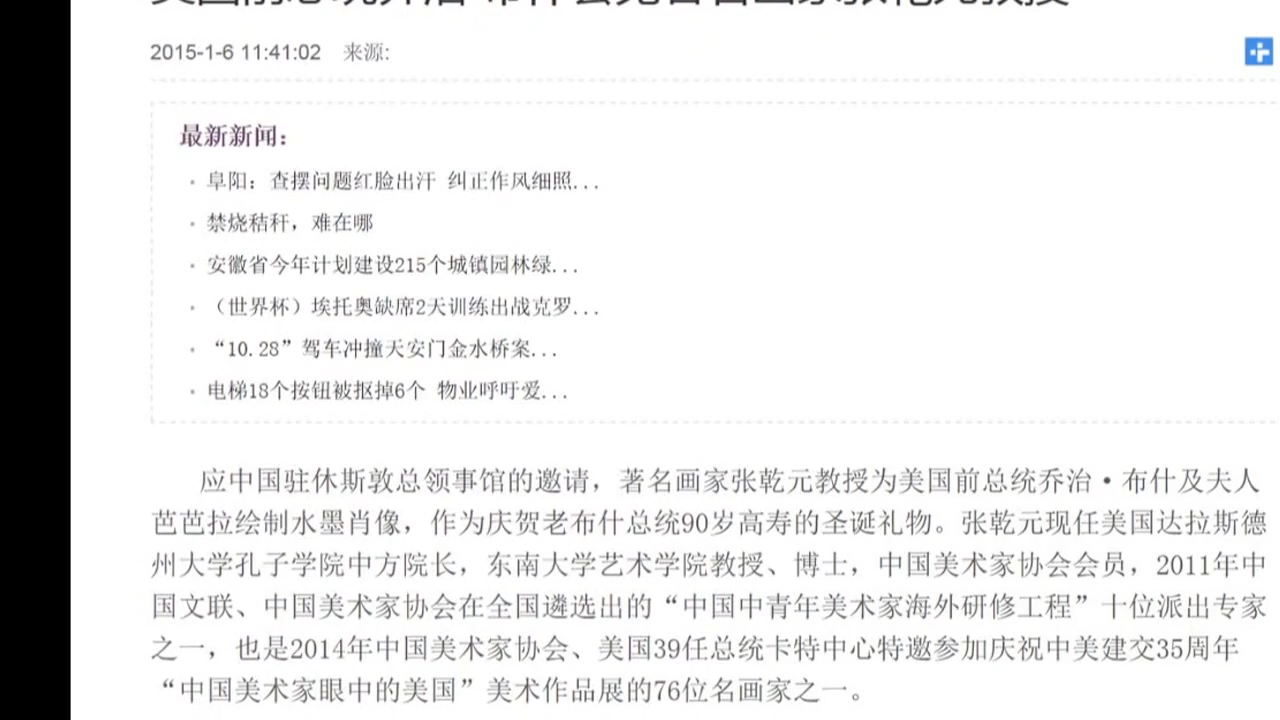 2015-1-6 11:41:02 来源:
最新新闻:
· 阜阳：查摆问题红脸出汗 纠正作风细照...
· 禁烧秸秆，难在哪
· 安徽省今年计划建设215个城镇园林绿...
· （世界杯）埃托奥缺席2天训练出战克罗...
· “10.28”驾车冲撞天安门金水桥案...
· 电梯18个按钮被抠掉6个 物业呼吁爱...
应中国驻休斯敦总领事馆的邀请，著名画家张乾元教授为美国前总统乔治·布什及夫人
芭芭拉绘制水墨肖像，作为庆贺老布什总统90岁高寿的圣诞礼物。张乾元现任美国达拉斯德
州大学孔子学院中方院长，东南大学艺术学院教授、博士，中国美术家协会会员，2011年中
国文联、中国美术家协会在全国遴选出的“中国中青年美术家海外研修工程”十位派出专家
之一，也是2014年中国美术家协会、美国39任总统卡特中心特邀参加庆祝中美建交35周年
“中国美术家眼中的美国”美术作品展的76位名画家之一。